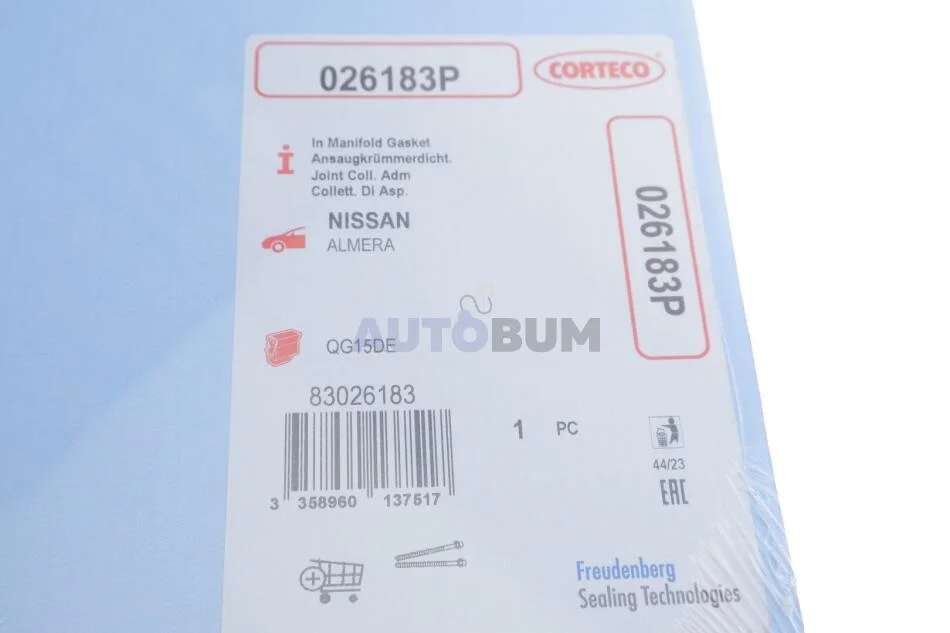 026183P
CORTECO
In Manifold Gasket
Ansaugkrümmerdicht.
Joint Coll. Adm
Collett. Di Asp.
026183P
NISSAN
ALMERA
AUTOBUM
QG15DE
83026183
1 PC
3 358960 137517
44/23
EAC
Freudenberg
Sealing Technologies